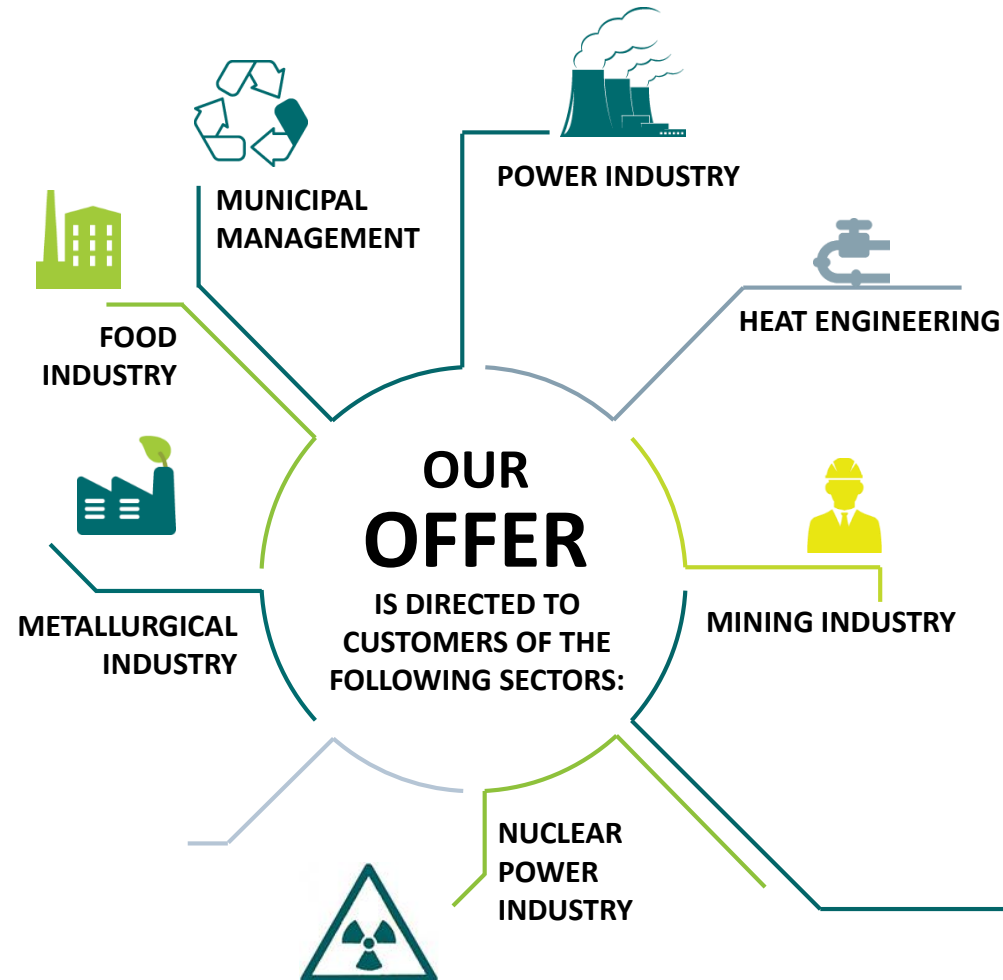 POWER INDUSTRY
MUNICIPAL
MANAGEMENT
HEAT ENGINEERING
FOOD
INDUSTRY
OUR
OFFER
IS DIRECTED TO
CUSTOMERS OF THE
FOLLOWING SECTORS:
METALLURGICAL
INDUSTRY
MINING INDUSTRY
NUCLEAR
POWER
INDUSTRY